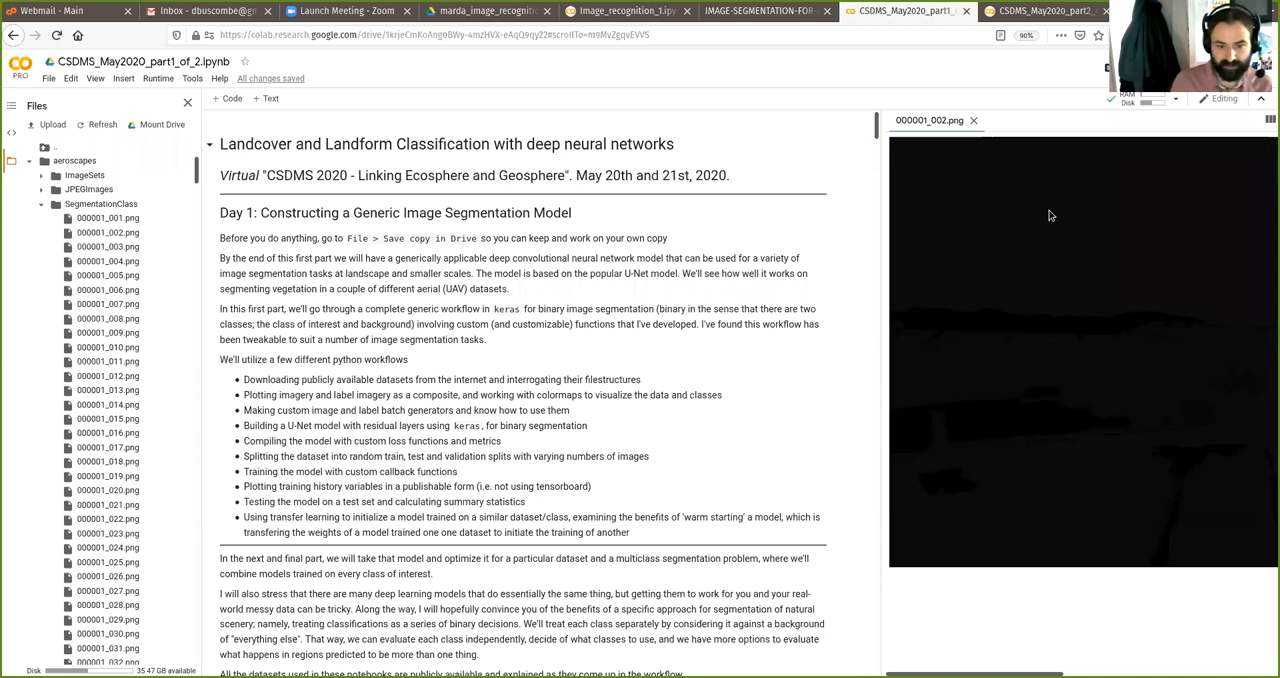 Webmail - Main
Inbox - dbuscombe@g
Launch Meeting - Zoom
marda_image_recognitic
Image_recognition_1.ipy
IMAGE-SEGMENTATION-FOR-
CSDMS_May2020_part1_
CSDMS_May2020_part2_
https://colab.research.google.com/drive/1krjeCmKoAng0BWy-4mzHVX-eAqQ9qy22#scrollTo=m9MvZgqvEVVS
90%
CSDMS_May2020_part1_of_2.ipynb
PRO
File Edit View Insert Runtime Tools Help All changes saved
Files
+ Code + Text
RAM
Disk
Editing
Upload Refresh Mount Drive
..
aeroscapes
ImageSets
JPEGImages
SegmentationClass
000001_001.png
000001_002.png
000001_003.png
000001_004.png
000001_005.png
000001_006.png
000001_007.png
000001_008.png
000001_009.png
000001_010.png
000001_011.png
000001_012.png
000001_013.png
000001_014.png
000001_015.png
000001_016.png
000001_017.png
000001_018.png
000001_019.png
000001_020.png
000001_021.png
000001_022.png
000001_023.png
000001_024.png
000001_025.png
000001_026.png
000001_027.png
000001_028.png
000001_029.png
000001_030.png
000001_031.png
000001_032.png
Disk 35.47 GB available
Landcover and Landform Classification with deep neural networks
Virtual "CSDMS 2020 - Linking Ecosphere and Geosphere". May 20th and 21st, 2020.
Day 1: Constructing a Generic Image Segmentation Model
Before you do anything, go to File > Save copy in Drive so you can keep and work on your own copy
By the end of this first part we will have a generically applicable deep convolutional neural network model that can be used for a variety of
image segmentation tasks at landscape and smaller scales. The model is based on the popular U-Net model. We'll see how well it works on
segmenting vegetation in a couple of different aerial (UAV) datasets.
In this first part, we'll go through a complete generic workflow in keras for binary image segmentation (binary in the sense that there are two
classes; the class of interest and background) involving custom (and customizable) functions that I've developed. I've found this workflow has
been tweakable to suit a number of image segmentation tasks.
We'll utilize a few different python workflows
• Downloading publicly available datasets from the internet and interrogating their filestructures
• Plotting imagery and label imagery as a composite, and working with colormaps to visualize the data and classes
• Making custom image and label batch generators and know how to use them
• Building a U-Net model with residual layers using keras, for binary segmentation
• Compiling the model with custom loss functions and metrics
• Splitting the dataset into random train, test and validation splits with varying numbers of images
• Training the model with custom callback functions
• Plotting training history variables in a publishable form (i.e. not using tensorboard)
• Testing the model on a test set and calculating summary statistics
• Using transfer learning to initialize a model trained on a similar dataset/class, examining the benefits of 'warm starting' a model, which is
transfering the weights of a model trained one one dataset to initiate the training of another
In the next and final part, we will take that model and optimize it for a particular dataset and a multiclass segmentation problem, where we'll
combine models trained on every class of interest.
I will also stress that there are many deep learning models that do essentially the same thing, but getting them to work for you and your real-
world messy data can be tricky. Along the way, I will hopefully convince you of the benefits of a specific approach for segmentation of natural
scenery; namely, treating classifications as a series of binary decisions. We'll treat each class separately by considering it against a background
of "everything else". That way, we can evaluate each class independently, decide of what classes to use, and we have more options to evaluate
what happens in regions predicted to be more than one thing.
All the datasets used in these notebooks are publicly available and explained as they come up in the workflow
000001_002.png